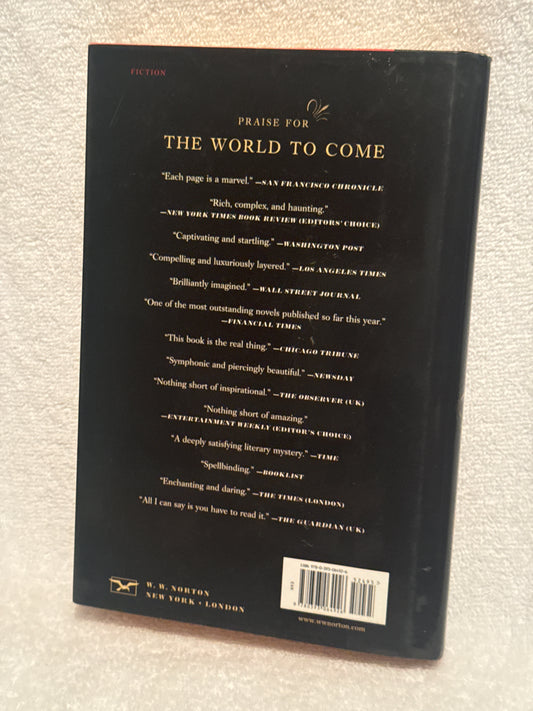 FICTION
PRAISE FOR
THE WORLD TO COME
"Each page is a marvel." —SAN FRANCISCO CHRONICLE
"Rich, complex, and haunting."
—NEW YORK TIMES BOOK REVIEW (EDITORS' CHOICE)
"Captivating and startling." —WASHINGTON POST
"Compelling and luxuriously layered." —LOS ANGELES TIMES
"Brilliantly imagined." —WALL STREET JOURNAL
"One of the most outstanding novels published so far this year."
—FINANCIAL TIMES
"This book is the real thing." —CHICAGO TRIBUNE
"Symphonic and piercingly beautiful." —NEWSDAY
"Nothing short of inspirational." —THE OBSERVER (UK)
"Nothing short of amazing."
—ENTERTAINMENT WEEKLY (EDITOR'S CHOICE)
"A deeply satisfying literary mystery." —TIME
"Spellbinding." —BOOKLIST
"Enchanting and daring." —THE TIMES (LONDON)
"All I can say is you have to read it." —THE GUARDIAN (UK)
W. W. NORTON
NEW YORK • LONDON
ISBN
www.wwnorton.com